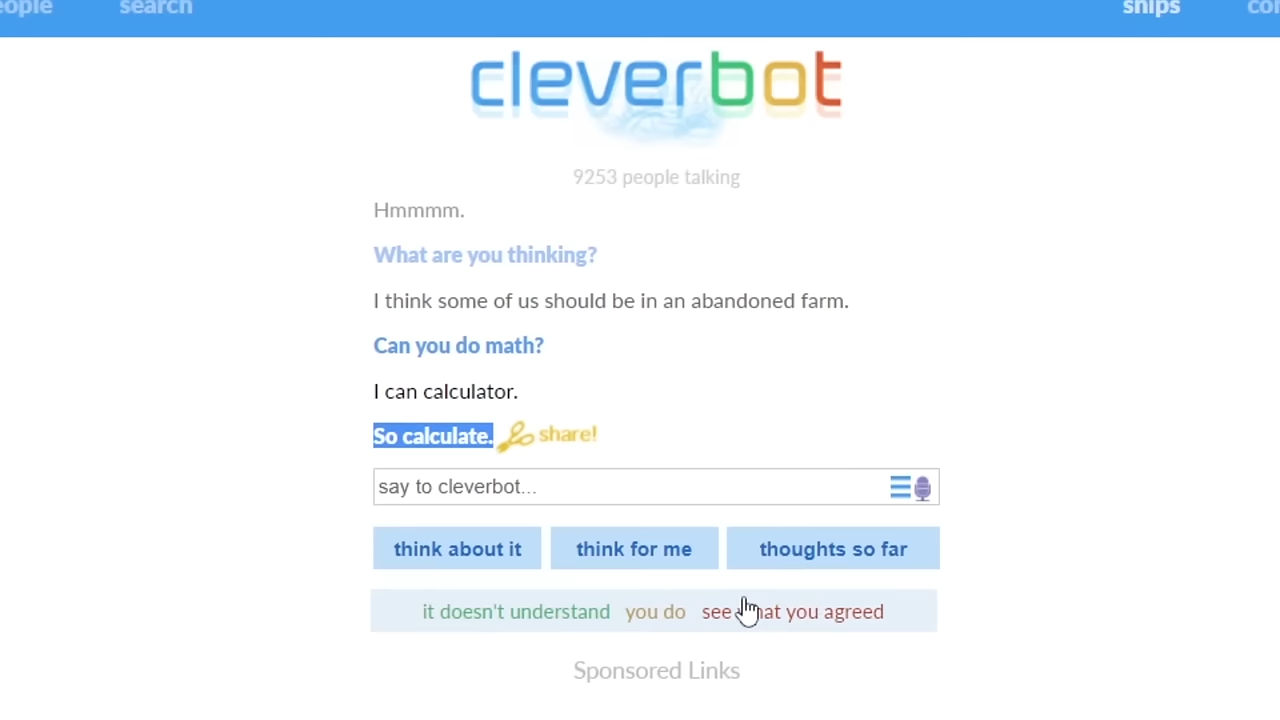 search ships
cleverbot
9253 people talking
Hmmmm.
What are you thinking?
I think some of us should be in an abandoned farm.
Can you do math?
I can calculator.
So calculate. share!
say to cleverbot...
think about it think for me thoughts so far
it doesn't understand you do see you agreed
Sponsored Links